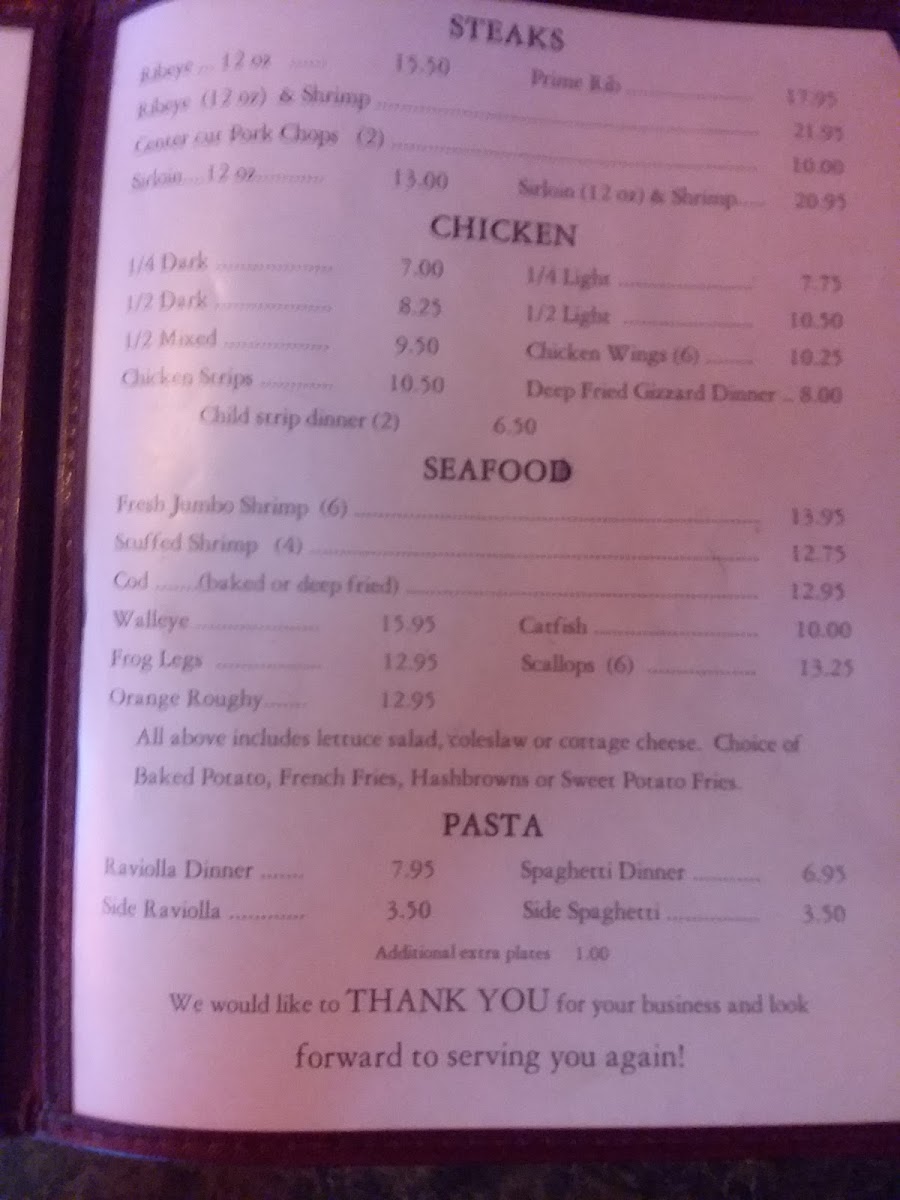 STEAKS
Ribeye ... 12 oz ...... 15.50 Prime Rib .................... 17.95
Ribeye (12 oz) & Shrimp .................... 21.95
Center cut Pork Chops (2) .................... 10.00
Sirloin....12 oz.......... 13.00 Sirloin (12 oz) & Shrimp..... 20.95
CHICKEN
1/4 Dark .................... 7.00 1/4 Light .................... 7.75
1/2 Dark .................... 8.25 1/2 Light .................... 10.50
1/2 Mixed .................... 9.50 Chicken Wings (6) ......... 10.25
Chicken Strips ............ 10.50 Deep Fried Gizzard Dinner .. 8.00
Child strip dinner (2) 6.50
SEAFOOD
Fresh Jumbo Shrimp (6) .................... 13.95
Stuffed Shrimp (4) .................... 12.75
Cod .......(baked or deep fried) .................... 12.95
Walleye .................... 15.95 Catfish .................... 10.00
Frog Legs .................... 12.95 Scallops (6) .................... 13.25
Orange Roughy....... 12.95
All above includes lettuce salad, coleslaw or cottage cheese. Choice of
Baked Potato, French Fries, Hashbrowns or Sweet Potato Fries.
PASTA
Raviolla Dinner ....... 7.95 Spaghetti Dinner ............ 6.95
Side Raviolla ............ 3.50 Side Spaghetti ................ 3.50
Additional extra plates 1.00
We would like to THANK YOU for your business and look
forward to serving you again!